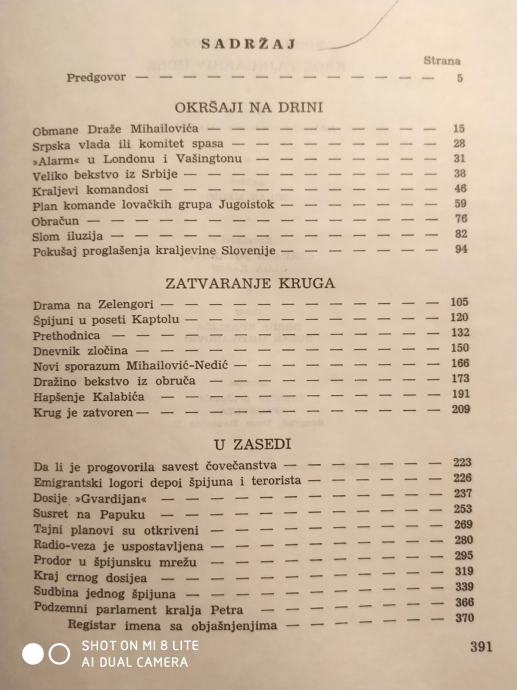 SADRŽAJ
Strana
Predgovor — — — — — — — — — — — — — 5
OKRŠAJI NA DRINI
Obmane Draže Mihailovića — — — — — — — — — 15
Srpska vlada ili komitet spasa — — — — — — — — 28
»Alarm« u Londonu i Vašingtonu — — — — — — — 31
Veliko bekstvo iz Srbije — — — — — — — — — — 38
Kraljevi komandosi — — — — — — — — — — — 46
Plan komande lovačkih grupa Jugoistok — — — — — — 59
Obračun — — — — — — — — — — — — — 76
Slom iluzija — — — — — — — — — — — — 82
Pokušaj proglašenja kraljevine Slovenije — — — — — — 94
ZATVARANJE KRUGA
Drama na Zelengori — — — — — — — — — — 105
Špijuni u poseti Kaptolu — — — — — — — — — 120
Prethodnica — — — — — — — — — — — — 132
Dnevnik zločina — — — — — — — — — — — 150
Novi sporazum Mihailović-Nedić — — — — — — — 166
Dražino bekstvo iz obruča — — — — — — — — — 173
Hapšenje Kalabića — — — — — — — — — — 191
Krug je zatvoren — — — — — — — — — — — 209
U ZASEDI
Da li je progovorila savest čovečanstva — — — — — — 223
Emigrantski logori depoi špijuna i terorista — — — — — 226
Dosije »Gvardijan« — — — — — — — — — — 237
Susret na Papuku — — — — — — — — — — 253
Tajni planovi su otkriveni — — — — — — — — 269
Radio-veza je uspostavljena — — — — — — — — 280
Prodor u špijunsku mrežu — — — — — — — — 295
Kraj crnog dosijea — — — — — — — — — — 319
Sudbina jednog špijuna — — — — — — — — — 339
Podzemni parlament kralja Petra — — — — — — — 366
Registar imena sa objašnjenjima — — — — — — 370
391
SHOT ON MI 8 LITE
AI DUAL CAMERA